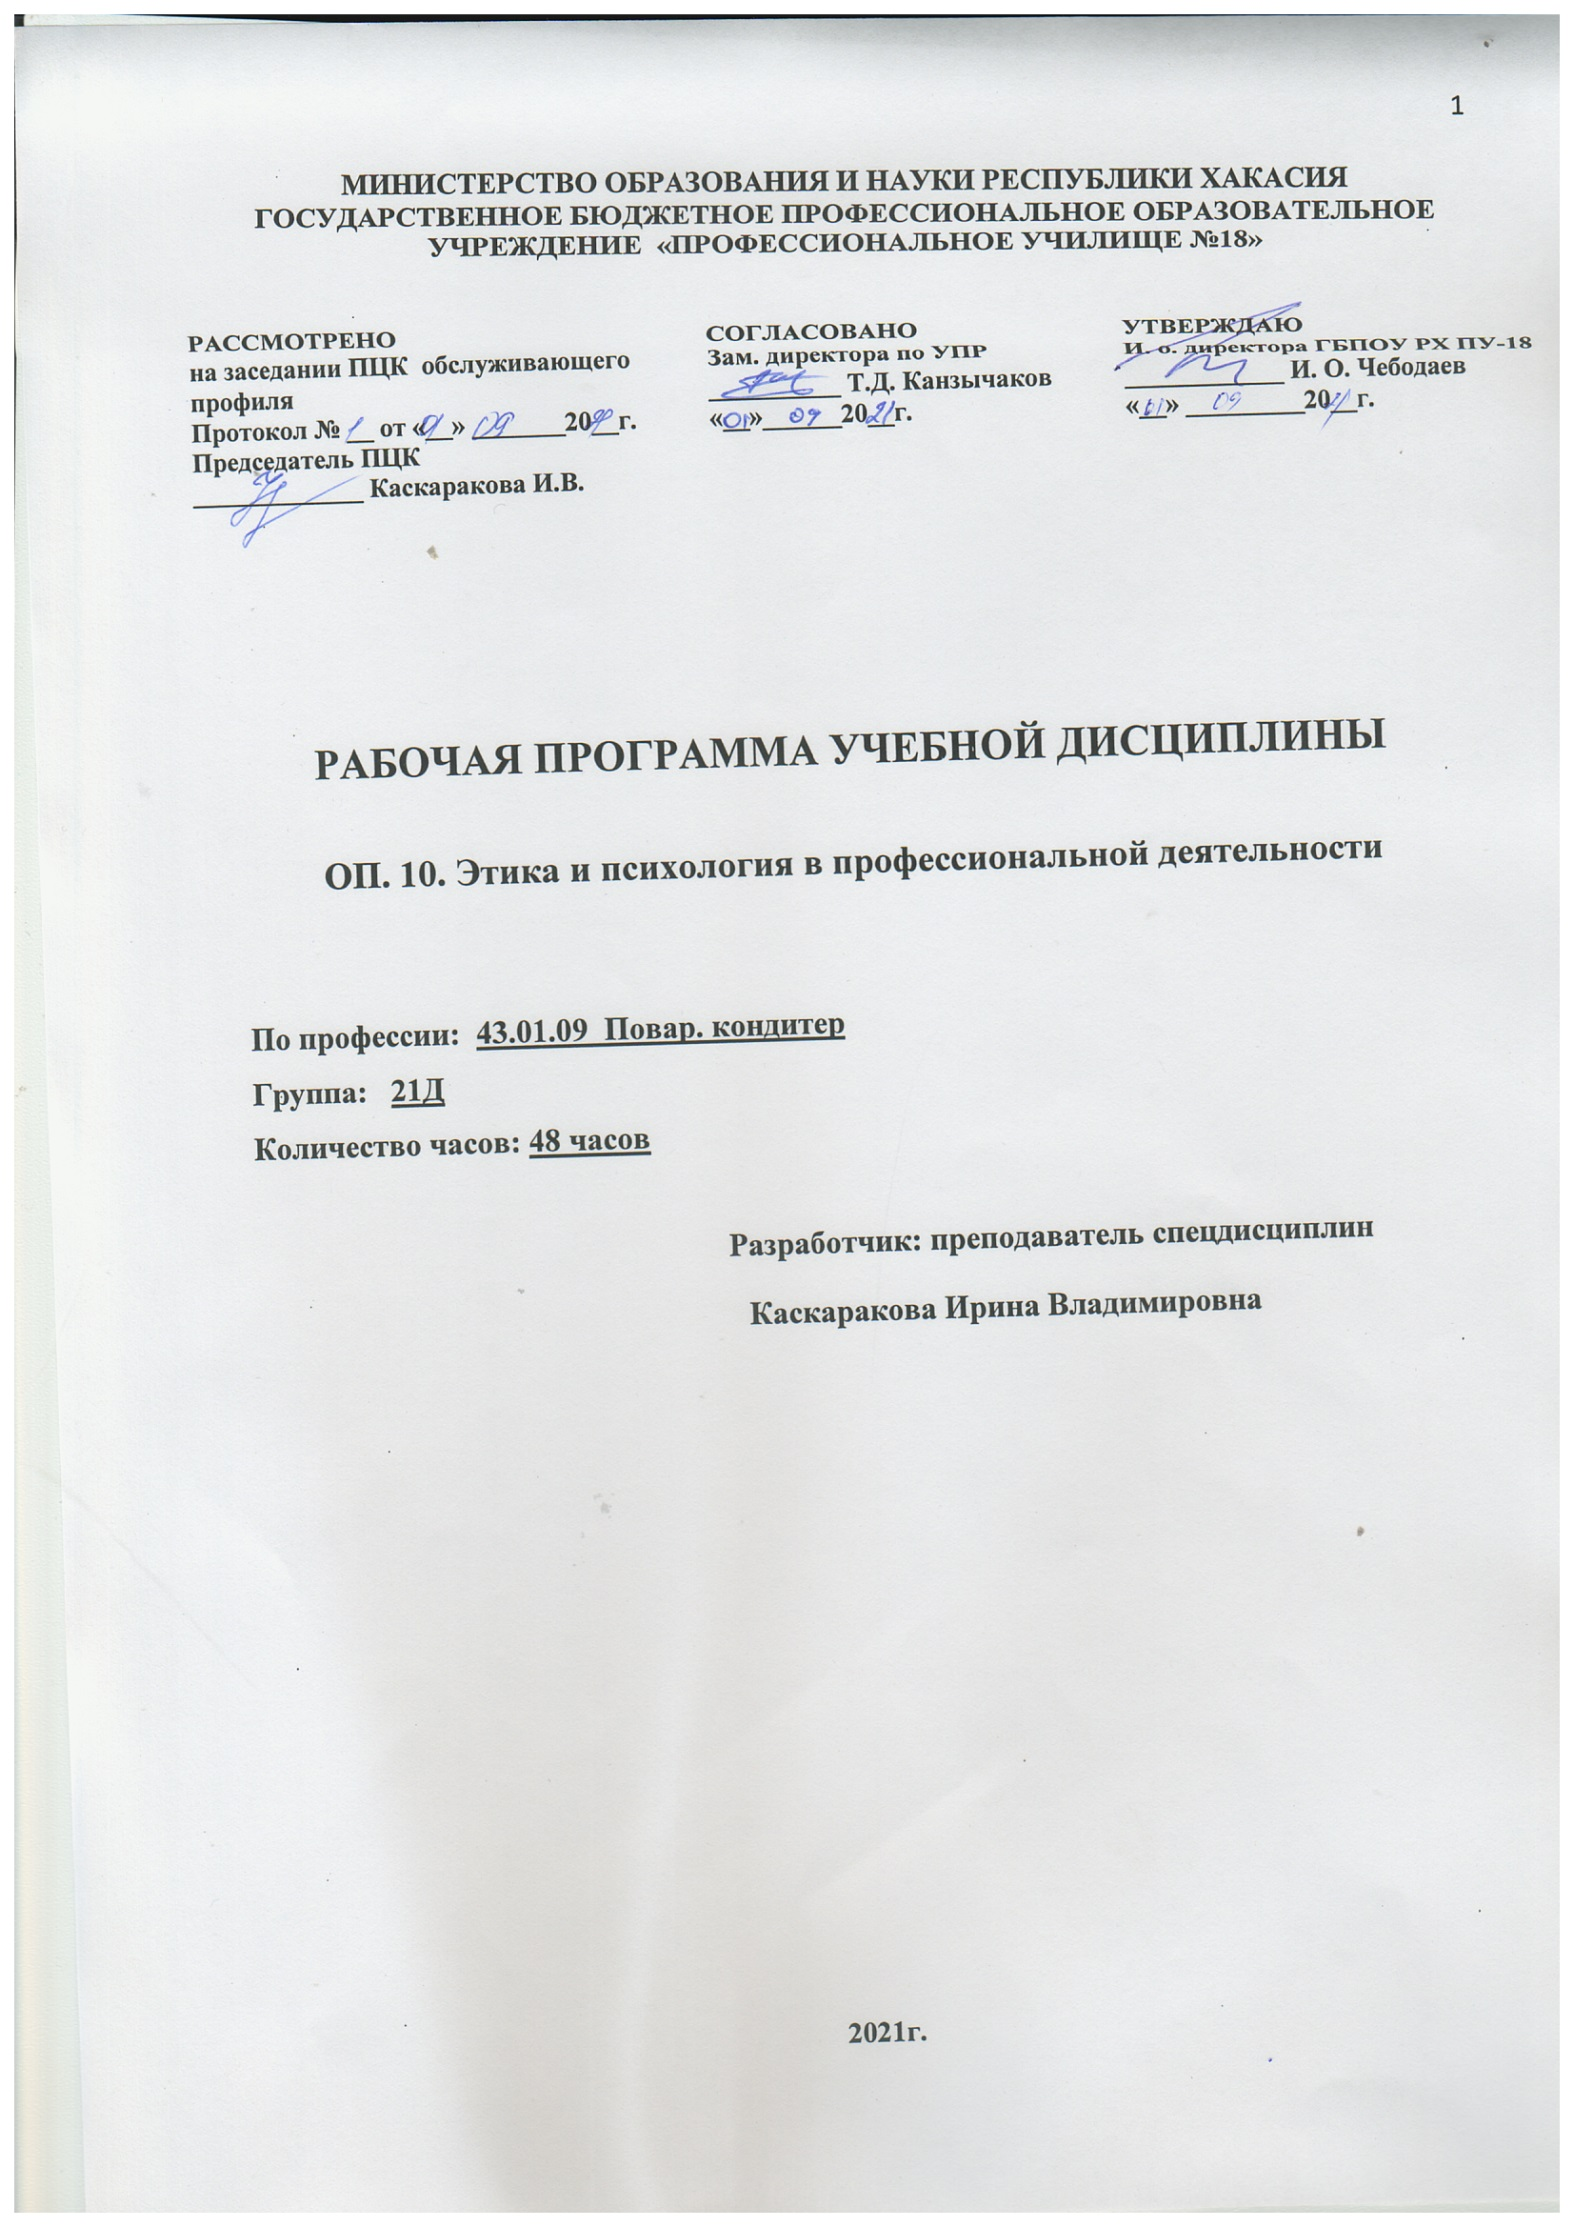 1
МИНИСТЕРСТВО ОБРАЗОВАНИЯ И НАУКИ РЕСПУБЛИКИ ХАКАСИЯ
ГОСУДАРСТВЕННОЕ БЮДЖЕТНОЕ ПРОФЕССИОНАЛЬНОЕ ОБРАЗОВАТЕЛЬНОЕ
УЧРЕЖДЕНИЕ «ПРОФЕССИОНАЛЬНОЕ УЧИЛИЩЕ №18»
РАССМОТРЕНО
на заседании ПЦК обслуживающего
профиля
Протокол № 1 от «01» 09 20 г.
Председатель ПЦК
Каскаракова И.В.
СОГЛАСОВАНО
Зам. директора по УПР
Т.Д. Канзычаков
«01» 09 2021 г.
УТВЕРЖДАЮ
И. о. директора ГБПОУ РХ ПУ-18
И. О. Чебодаев
«01» 09 2021 г.
РАБОЧАЯ ПРОГРАММА УЧЕБНОЙ ДИСЦИПЛИНЫ
ОП. 10. Этика и психология в профессиональной деятельности
По профессии: 43.01.09 Повар. кондитер
Группа: 21Д
Количество часов: 48 часов
Разработчик: преподаватель спецдисциплин
Каскаракова Ирина Владимировна
2021г.